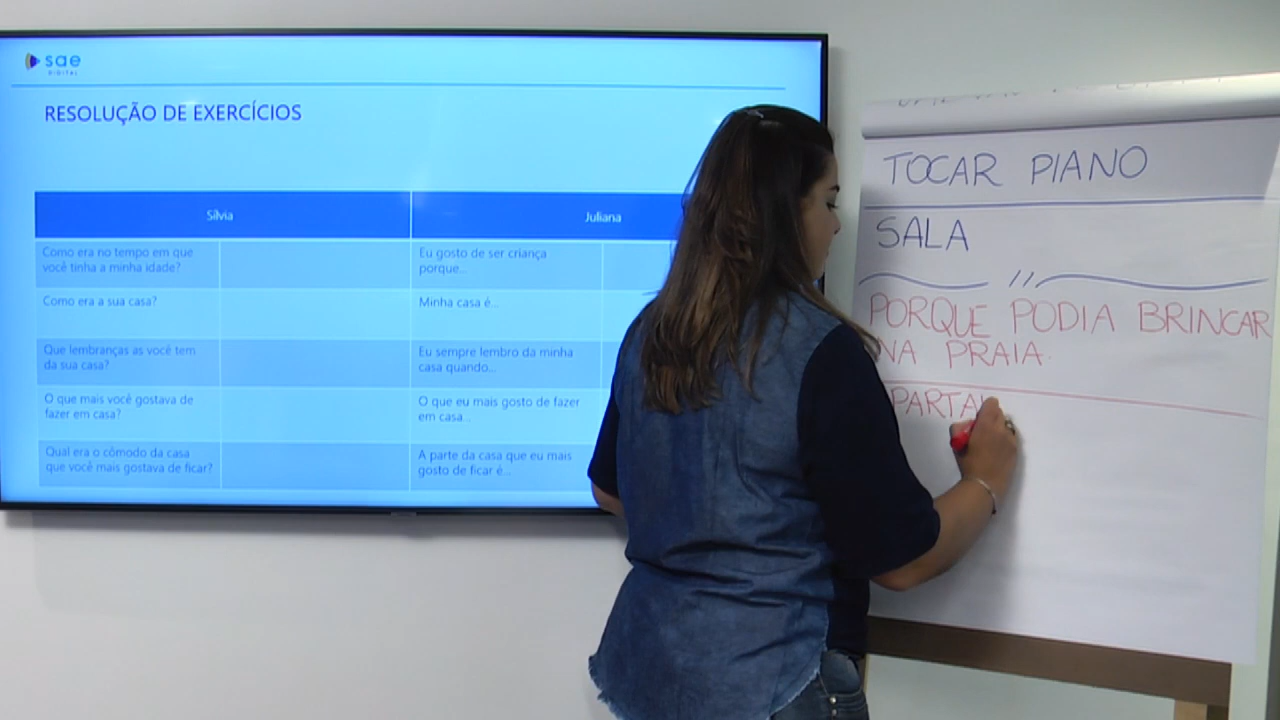 sae
DIGITAL
RESOLUÇÃO DE EXERCÍCIOS
Sílvia
Juliana
Como era no tempo em que
você tinha a minha idade?
Eu gosto de ser criança
porque...
Como era a sua casa?
Minha casa é...
Que lembranças as você tem
da sua casa?
Eu sempre lembro da minha
casa quando...
O que mais você gostava de
fazer em casa?
O que eu mais gosto de fazer
em casa...
Qual era o cômodo da casa
que você mais gostava de ficar?
A parte da casa que eu mais
gosto de ficar é...
TOCAR PIANO
SALA
PORQUE PODIA BRINCAR
NA PRAIA.